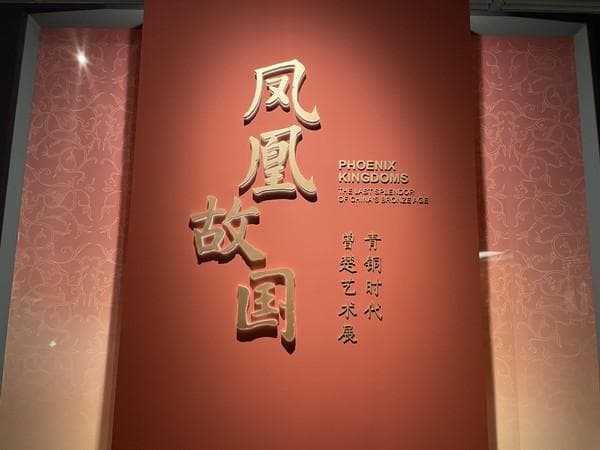 凤凰
故国
PHOENIX
KINGDOMS
THE LAST SPLENDOR
OF CHINA'S BRONZE AGE
青铜时代
曾楚艺术展